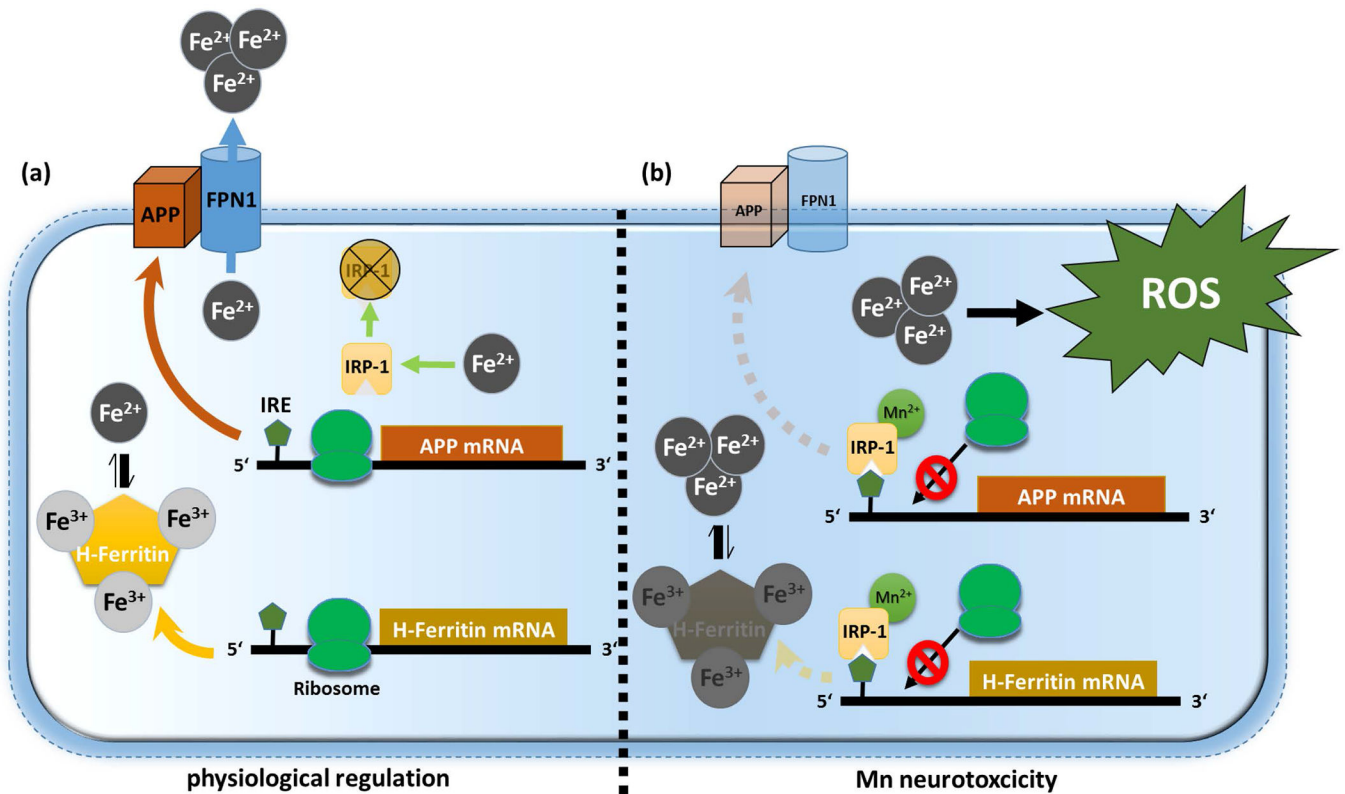 Fe2+
Fe2+
Fe2+
(a)
APP
FPN1
Fe2+
IRP-1
IRP-1
Fe2+
Fe2+
IRE
5‘
APP mRNA
3‘
Fe3+
Fe3+
H-Ferritin
Fe3+
5‘
H-Ferritin mRNA
3‘
Ribosome
physiological regulation
(b)
APP
FPN1
Fe2+
Fe2+
Fe2+
ROS
Mn2+
IRP-1
Fe2+
Fe2+
Fe2+
5‘
APP mRNA
3‘
Fe3+
Fe3+
H-Ferritin
Fe3+
Mn2+
IRP-1
5‘
H-Ferritin mRNA
3‘
Mn neurotoxcicity